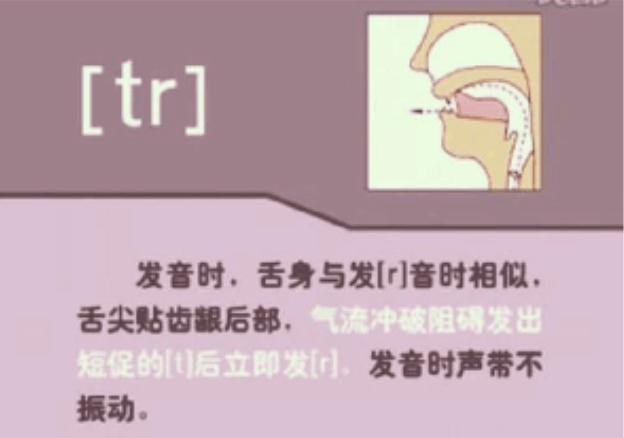 [tr]
发音时，舌身与发[r]音时相似，
舌尖贴齿龈后部，气流冲破阻碍发出
短促的[t]后立即发[r]。发音时声带不
振动。